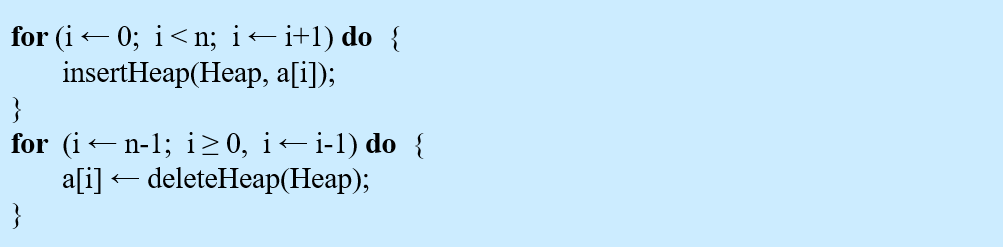 for (i ← 0; i < n; i ← i+1) do {
insertHeap(Heap, a[i]);
}
for (i ← n-1; i ≥ 0, i ← i-1) do {
a[i] ← deleteHeap(Heap);
}